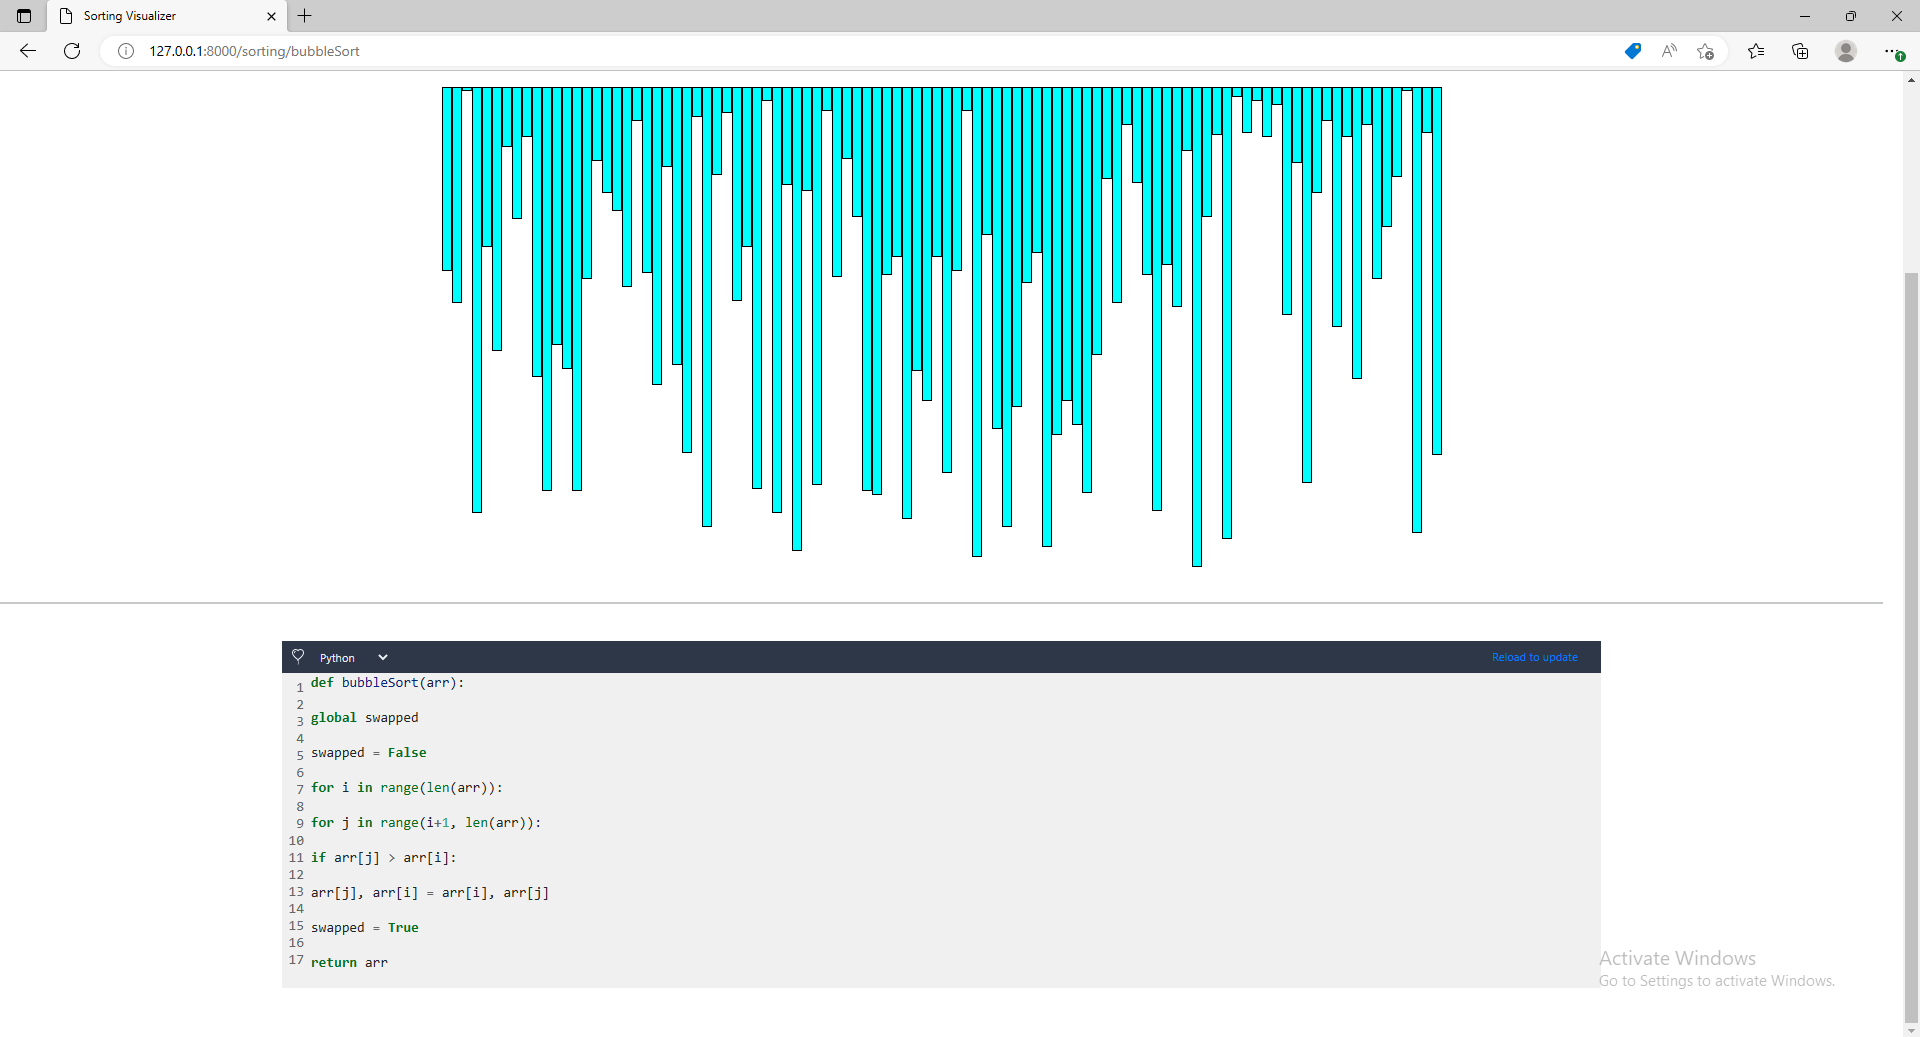 Sorting Visualizer
127.0.0.1:8000/sorting/bubbleSort
Python
Reload to update
1 def bubbleSort(arr):
2
3 global swapped
4
5 swapped = False
6
7 for i in range(len(arr)):
8
9 for j in range(i+1, len(arr)):
10
11 if arr[j] > arr[i]:
12
13 arr[j], arr[i] = arr[i], arr[j]
14
15 swapped = True
16
17 return arr
Activate Windows
Go to Settings to activate Windows.